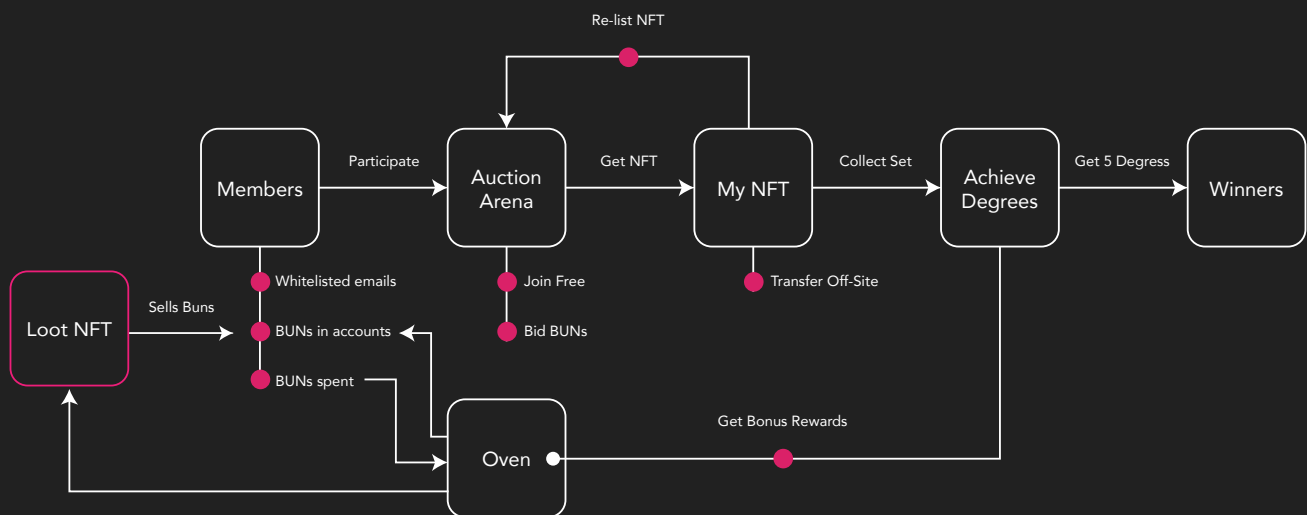 Re-list NFT
Members
Participate
Auction
Arena
Get NFT
My NFT
Collect Set
Achieve
Degrees
Get 5 Degress
Winners
Whitelisted emails
Join Free
Transfer Off-Site
Loot NFT
Sells Buns
BUNs in accounts
Bid BUNs
BUNs spent
Get Bonus Rewards
Oven